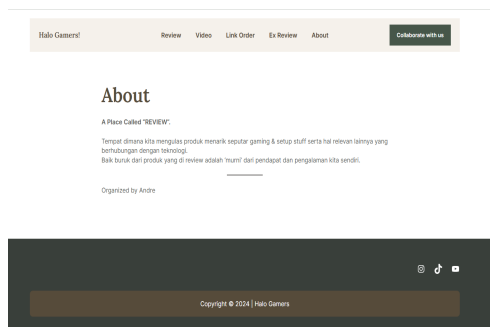 Halo Gamers!
Review Video Link Order Ex Review About
Collaborate with us
About
A Place Called "REVIEW".
Tempat dimana kita mengulas produk menarik seputar gaming & setup stuff serta hal relevan lainnya yang
berhubungan dengan teknologi.
Baik buruk dari produk yang di review adalah 'murni' dari pendapat dan pengalaman kita sendiri.
Organized by Andre
Copyright © 2024 | Halo Gamers